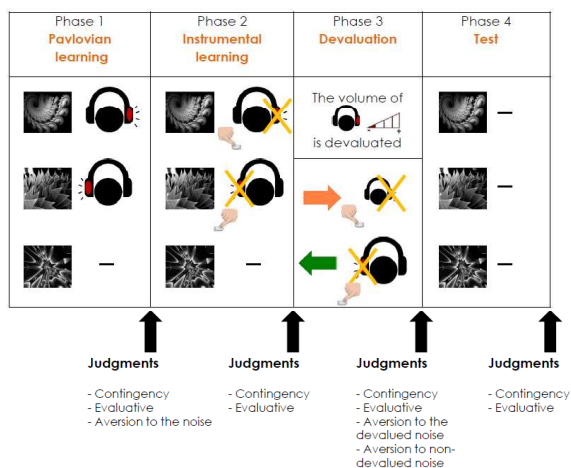 Phase 1
Pavlovian
learning
Phase 2
Instrumental
learning
Phase 3
Devaluation
Phase 4
Test
The volume of
is devaluated
Judgments
- Contingency
- Evaluative
- Aversion to the noise
Judgments
- Contingency
- Evaluative
Judgments
- Contingency
- Evaluative
- Aversion to the
devalued noise
- Aversion to non-
devalued noise
Judgments
- Contingency
- Evaluative